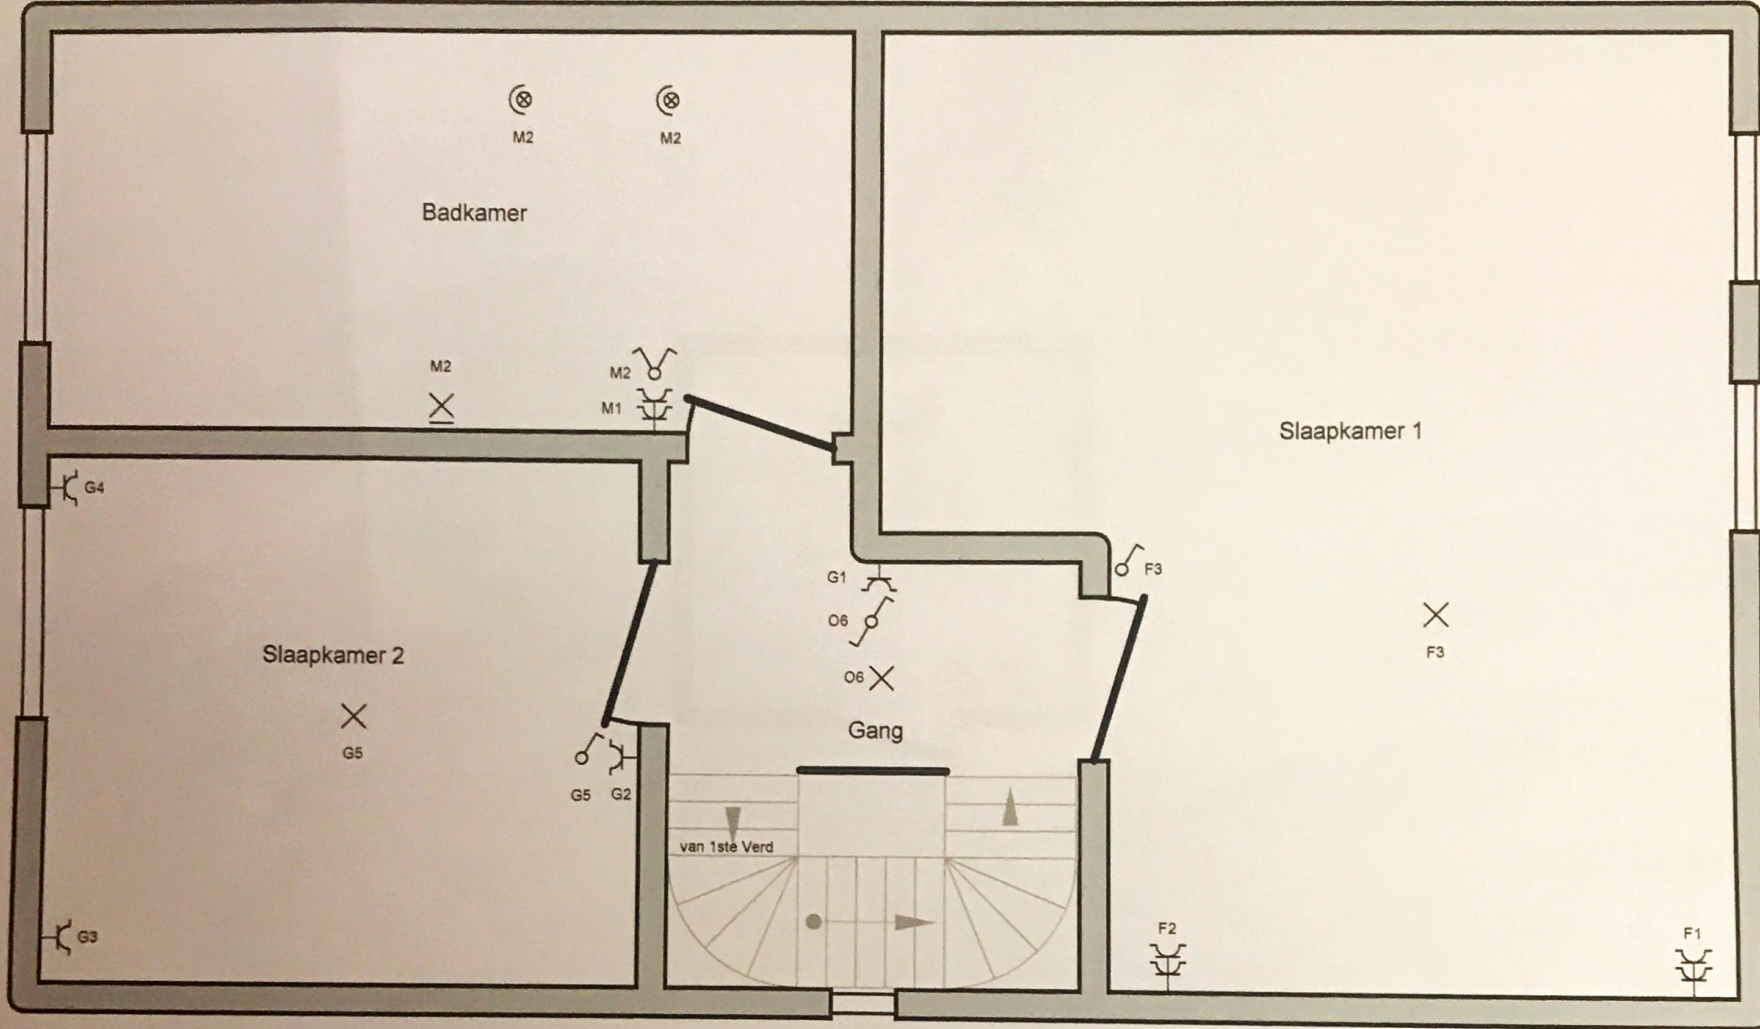 M2 M2
Badkamer
M2
M2
M1
Slaapkamer 1
G4
G1
F3
O6
Slaapkamer 2
F3
O6
Gang
G5
G5 G2
van 1ste Verd
G3
F2
F1